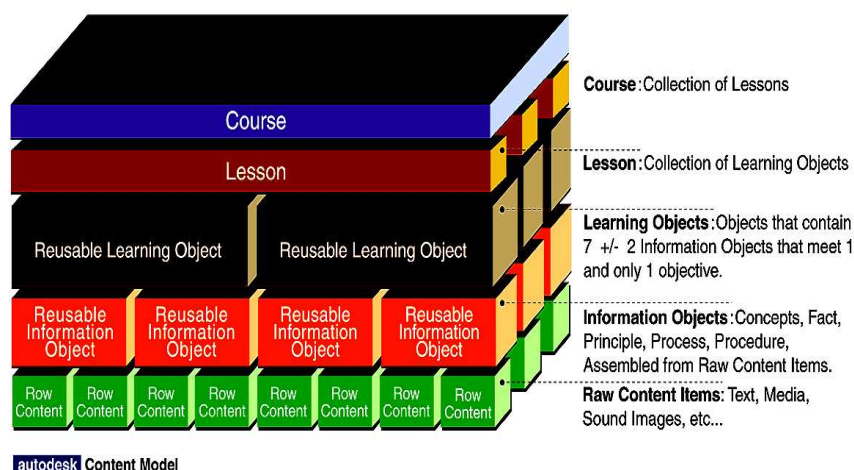 Course
Lesson
Reusable Learning Object
Reusable Learning Object
Reusable
Information
Object
Reusable
Information
Object
Reusable
Information
Object
Reusable
Information
Object
Row
Content
Row
Content
Row
Content
Row
Content
Row
Content
Row
Content
Row
Content
Row
Content
Course:Collection of Lessons
Lesson:Collection of Learning Objects
Learning Objects:Objects that contain
7 +/- 2 Information Objects that meet 1
and only 1 objective.
Information Objects:Concepts, Fact,
Principle, Process, Procedure,
Assembled from Raw Content Items.
Raw Content Items: Text, Media,
Sound Images, etc...
autodesk Content Model